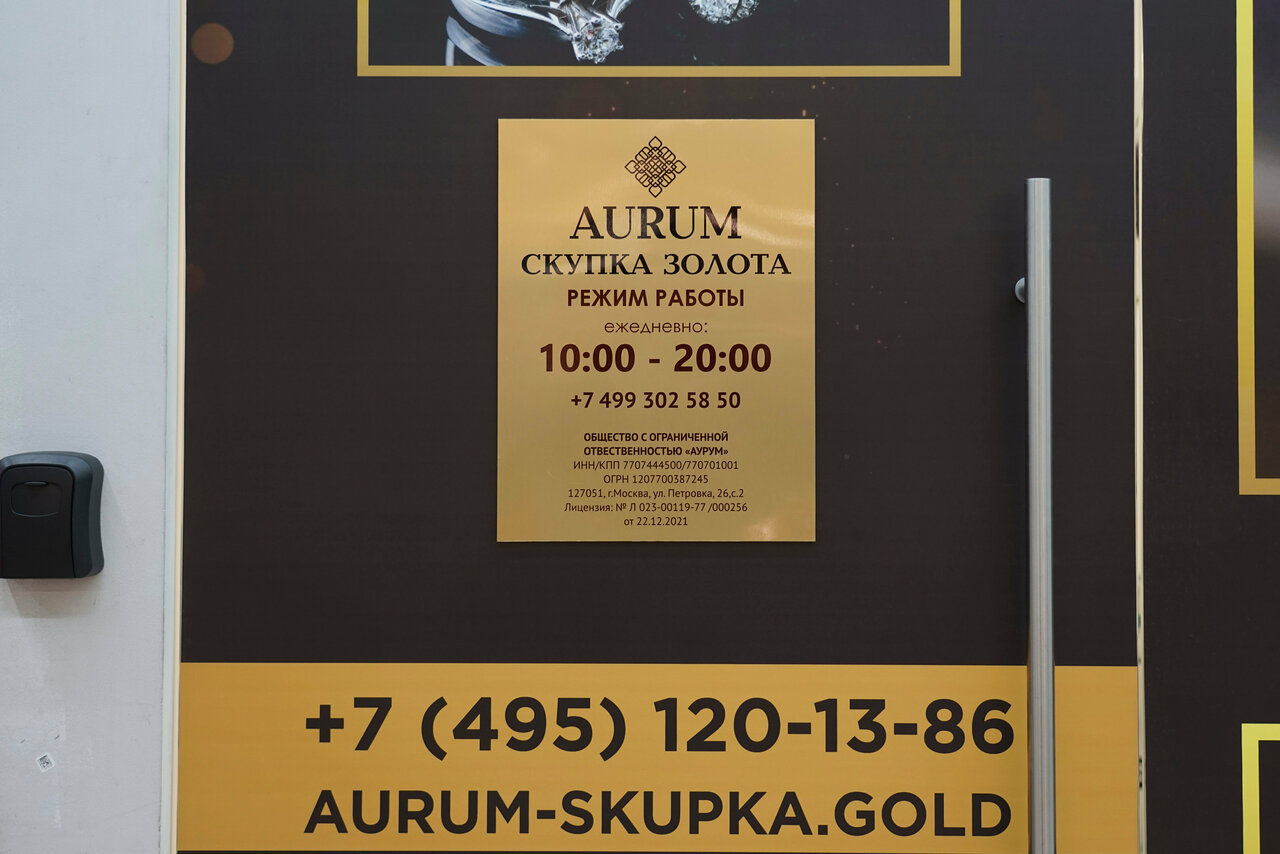 AURUM
СКУПКА ЗОЛОТА
РЕЖИМ РАБОТЫ
ежедневно:
10:00 - 20:00
+7 499 302 58 50
ОБЩЕСТВО С ОГРАНИЧЕННОЙ
ОТВЕСТВЕННОСТЬЮ «АУРУМ»
ИНН/КПП 7707444500/770701001
ОГРН 1207700387245
127051, г.Москва, ул. Петровка, 26,с.2
Лицензия: № Л 023-00119-77 /000256
от 22.12.2021
+7 (495) 120-13-86
AURUM-SKUPKA.GOLD